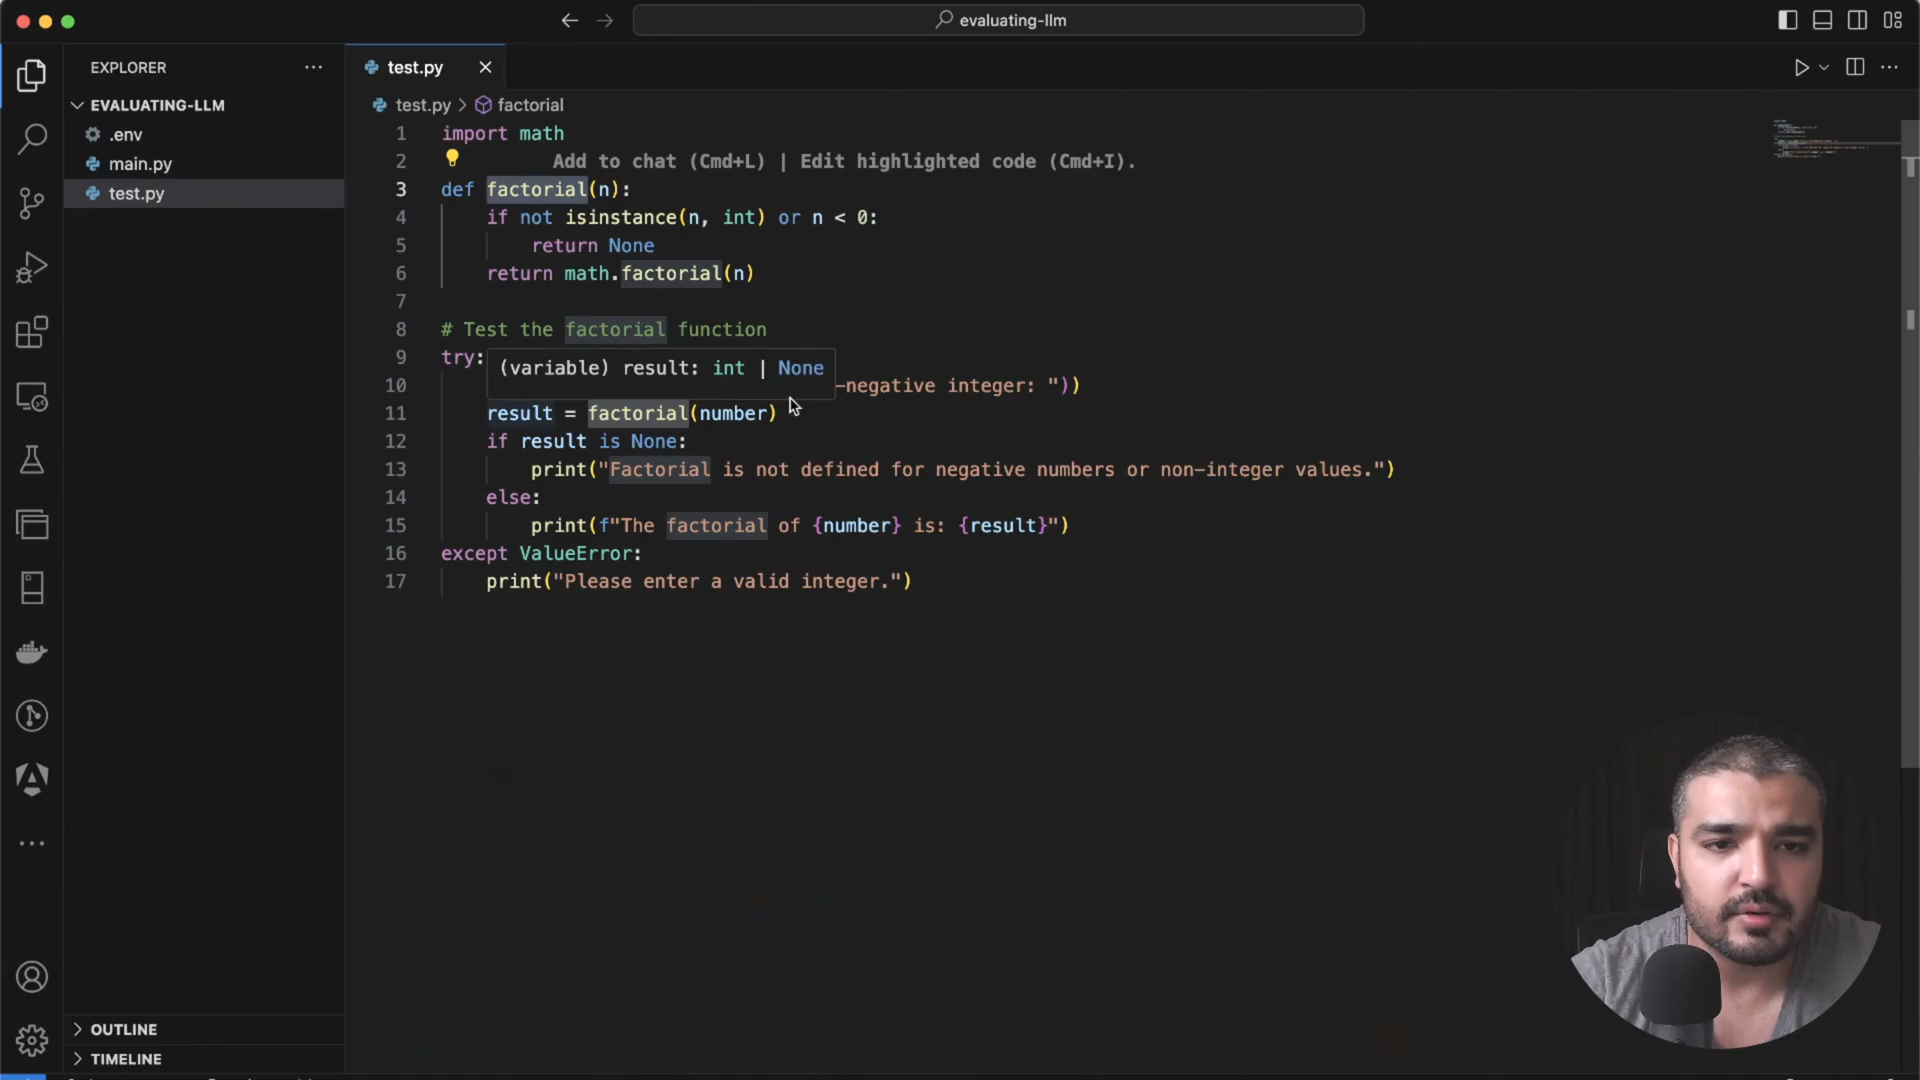 evaluating-llm
EXPLORER
EVALUATING-LLM
.env
main.py
test.py
OUTLINE
TIMELINE
test.py
test.py > factorial
1 import math
2 Add to chat (Cmd+L) | Edit highlighted code (Cmd+I).
3 def factorial(n):
4 if not isinstance(n, int) or n < 0:
5 return None
6 return math.factorial(n)
7
8 # Test the factorial function
9 try:
(variable) result: int | None
10 -negative integer: "))
11 result = factorial(number)
12 if result is None:
13 print("Factorial is not defined for negative numbers or non-integer values.")
14 else:
15 print(f"The factorial of {number} is: {result}")
16 except ValueError:
17 print("Please enter a valid integer.")